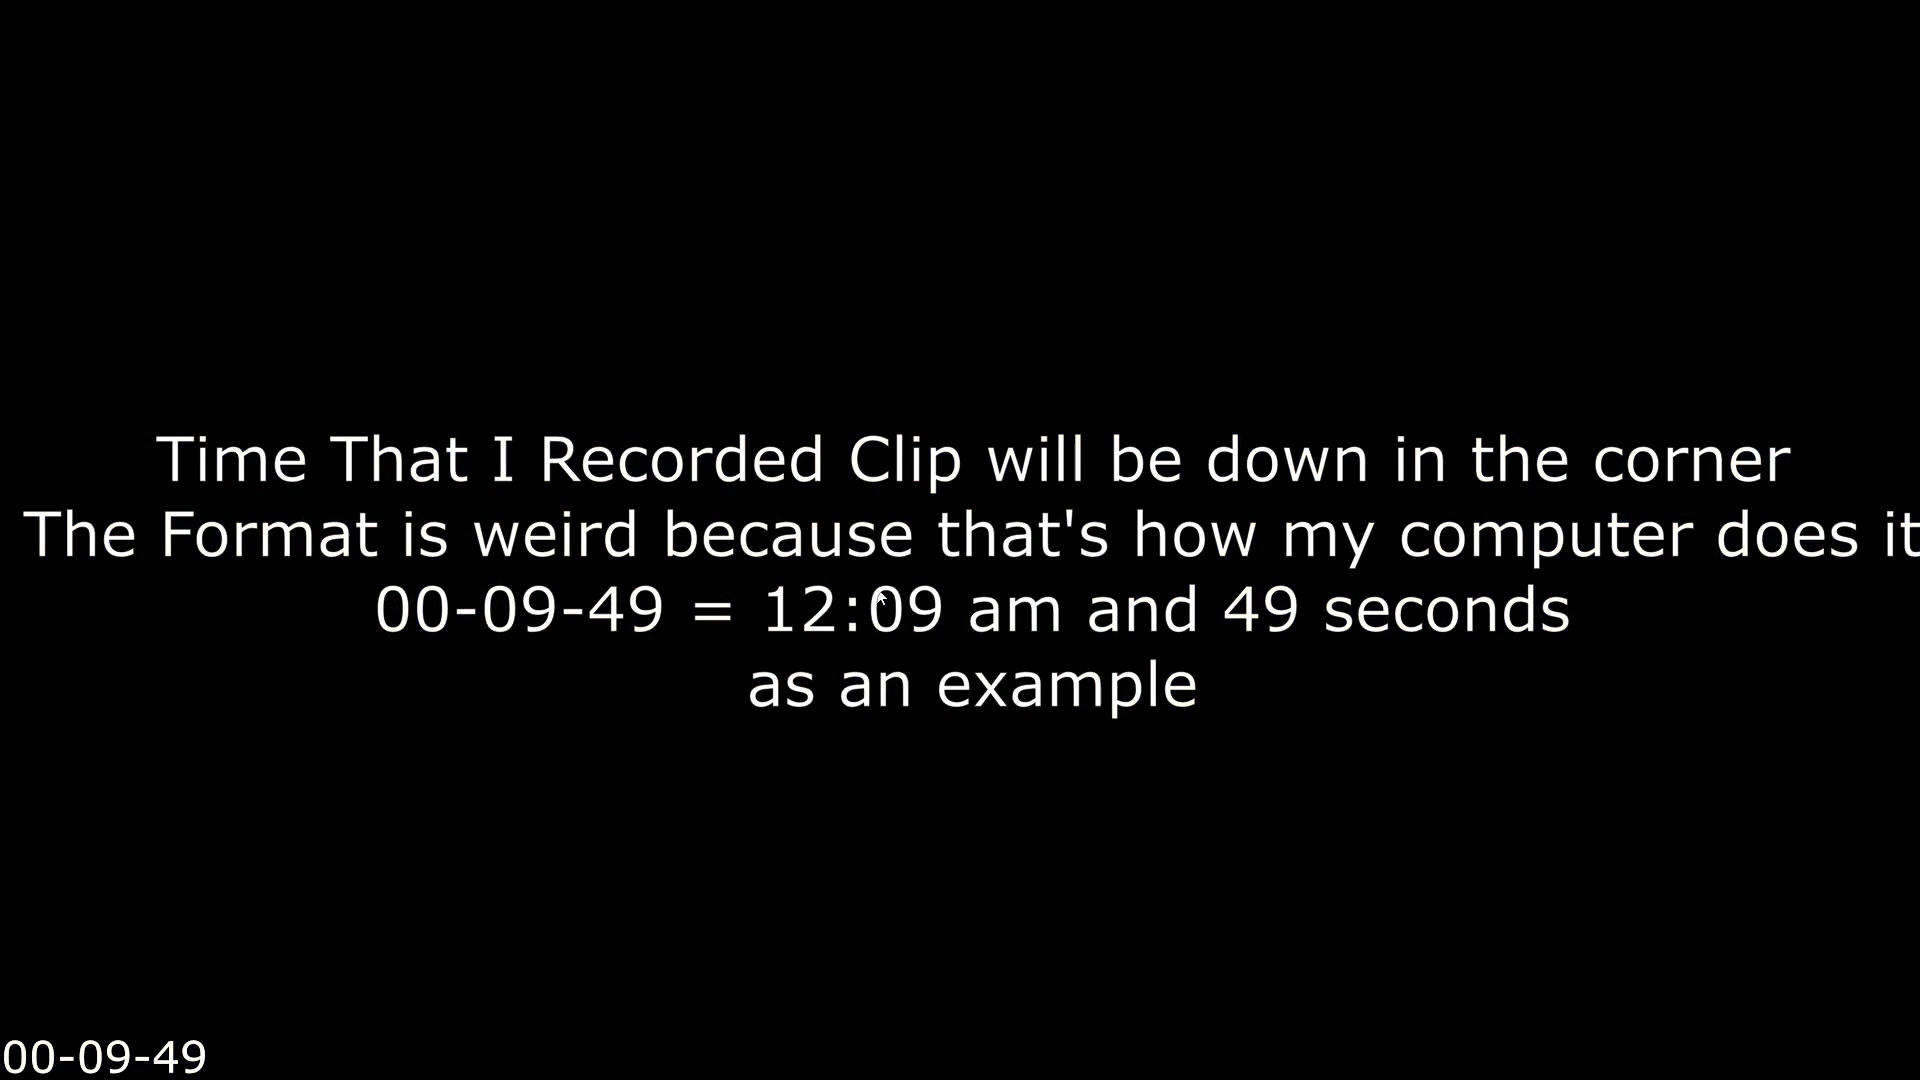 Time That I Recorded Clip will be down in the corner
The Format is weird because that's how my computer does it
00-09-49 = 12:09 am and 49 seconds
as an example
00-09-49